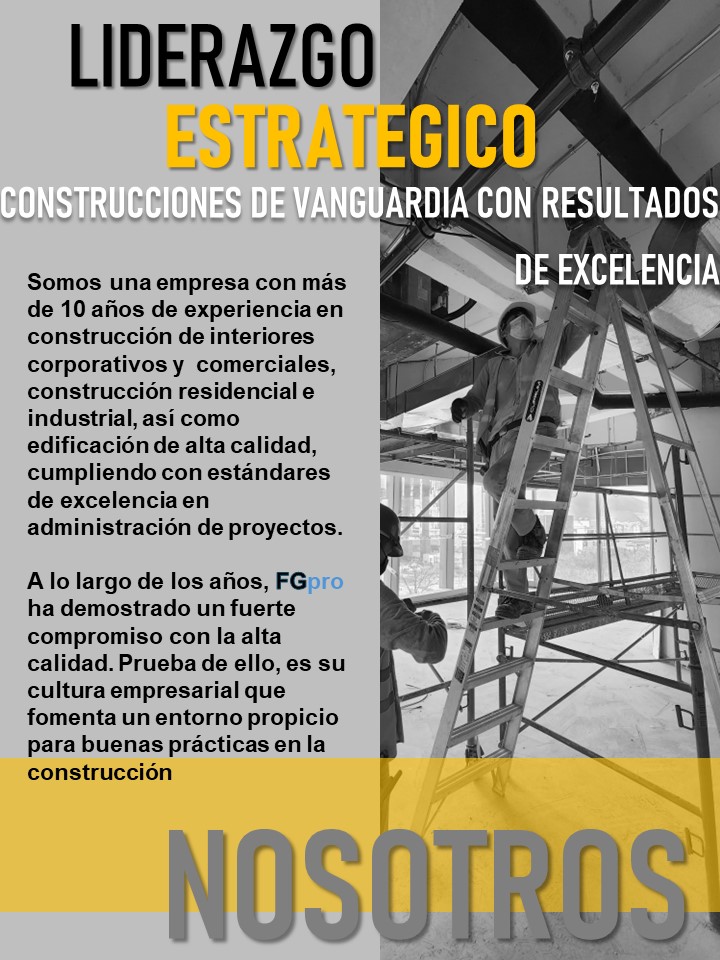 LIDERAZGO
ESTRATEGICO
CONSTRUCCIONES DE VANGUARDIA CON RESULTADOS
DE EXCELENCIA
Somos una empresa con más
de 10 años de experiencia en
construcción de interiores
corporativos y comerciales,
construcción residencial e
industrial, así como
edificación de alta calidad,
cumpliendo con estándares
de excelencia en
administración de proyectos.
A lo largo de los años, FGpro
ha demostrado un fuerte
compromiso con la alta
calidad. Prueba de ello, es su
cultura empresarial que
fomenta un entorno propicio
para buenas prácticas en la
construcción
NOSOTROS